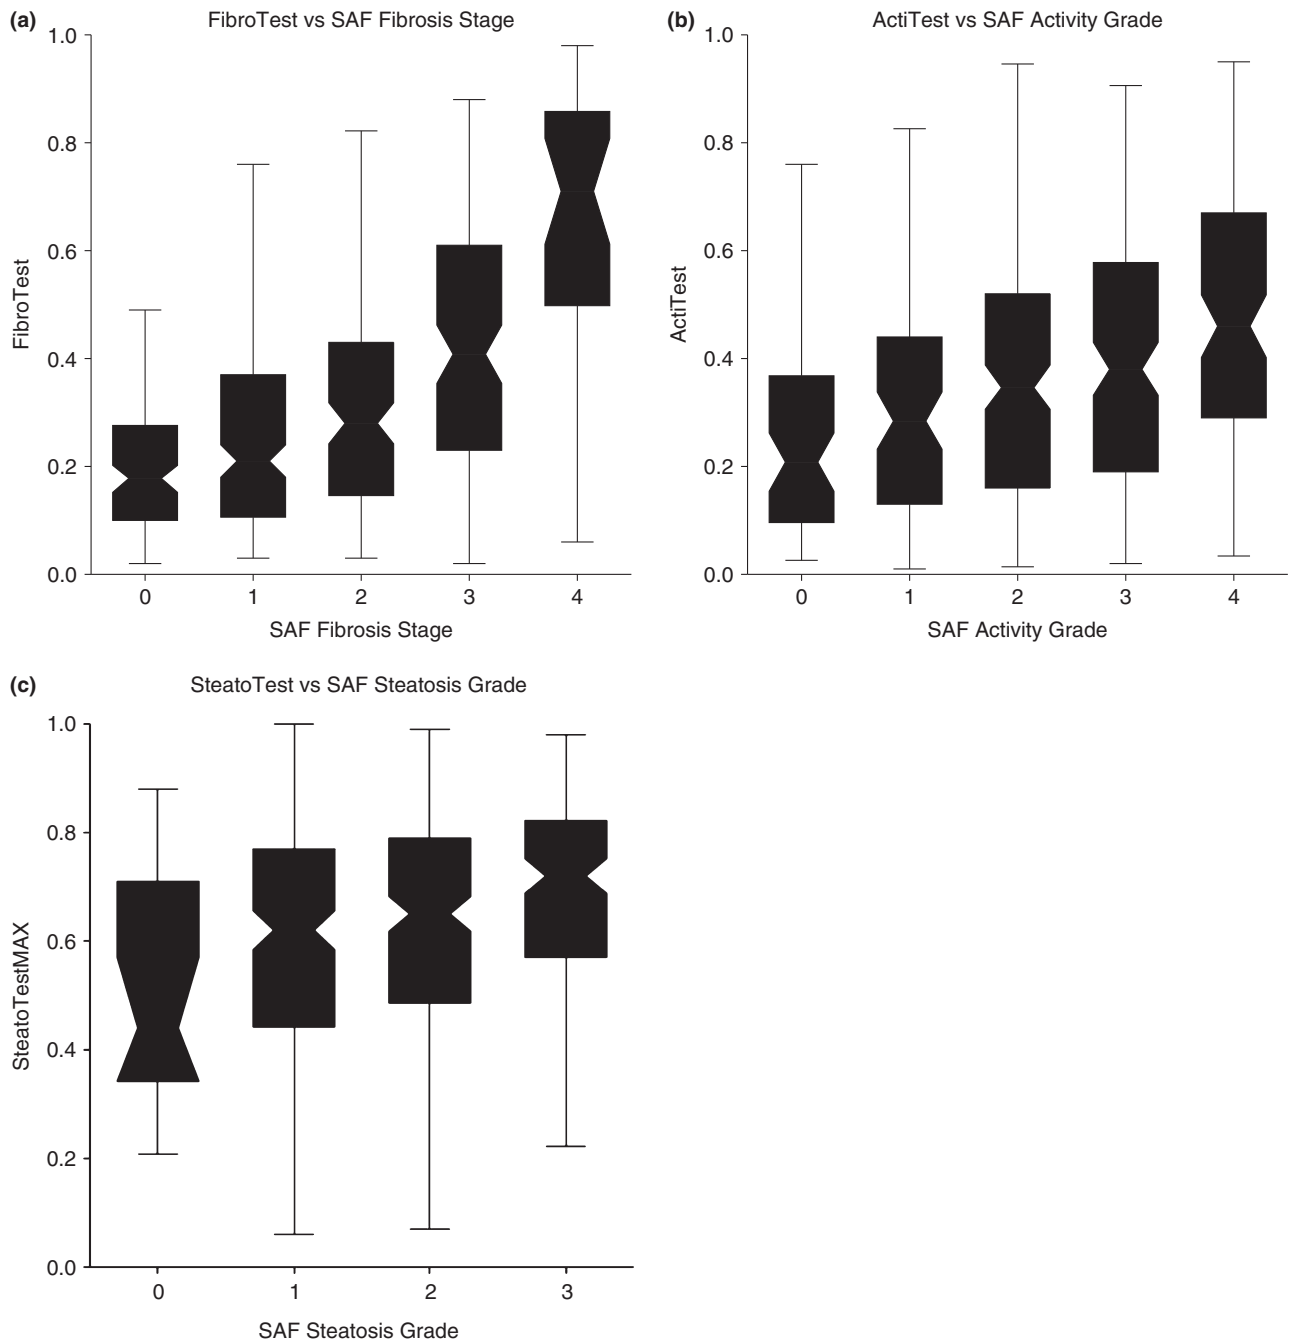 (a) FibroTest vs SAF Fibrosis Stage
1.0
0.8
0.6
0.4
0.2
0.0
FibroTest
0 1 2 3 4
SAF Fibrosis Stage
(b) ActiTest vs SAF Activity Grade
1.0
0.8
0.6
0.4
0.2
0.0
ActiTest
0 1 2 3 4
SAF Activity Grade
(c) SteatoTest vs SAF Steatosis Grade
1.0
0.8
0.6
0.4
0.2
0.0
SteatoTestMAX
0 1 2 3
SAF Steatosis Grade